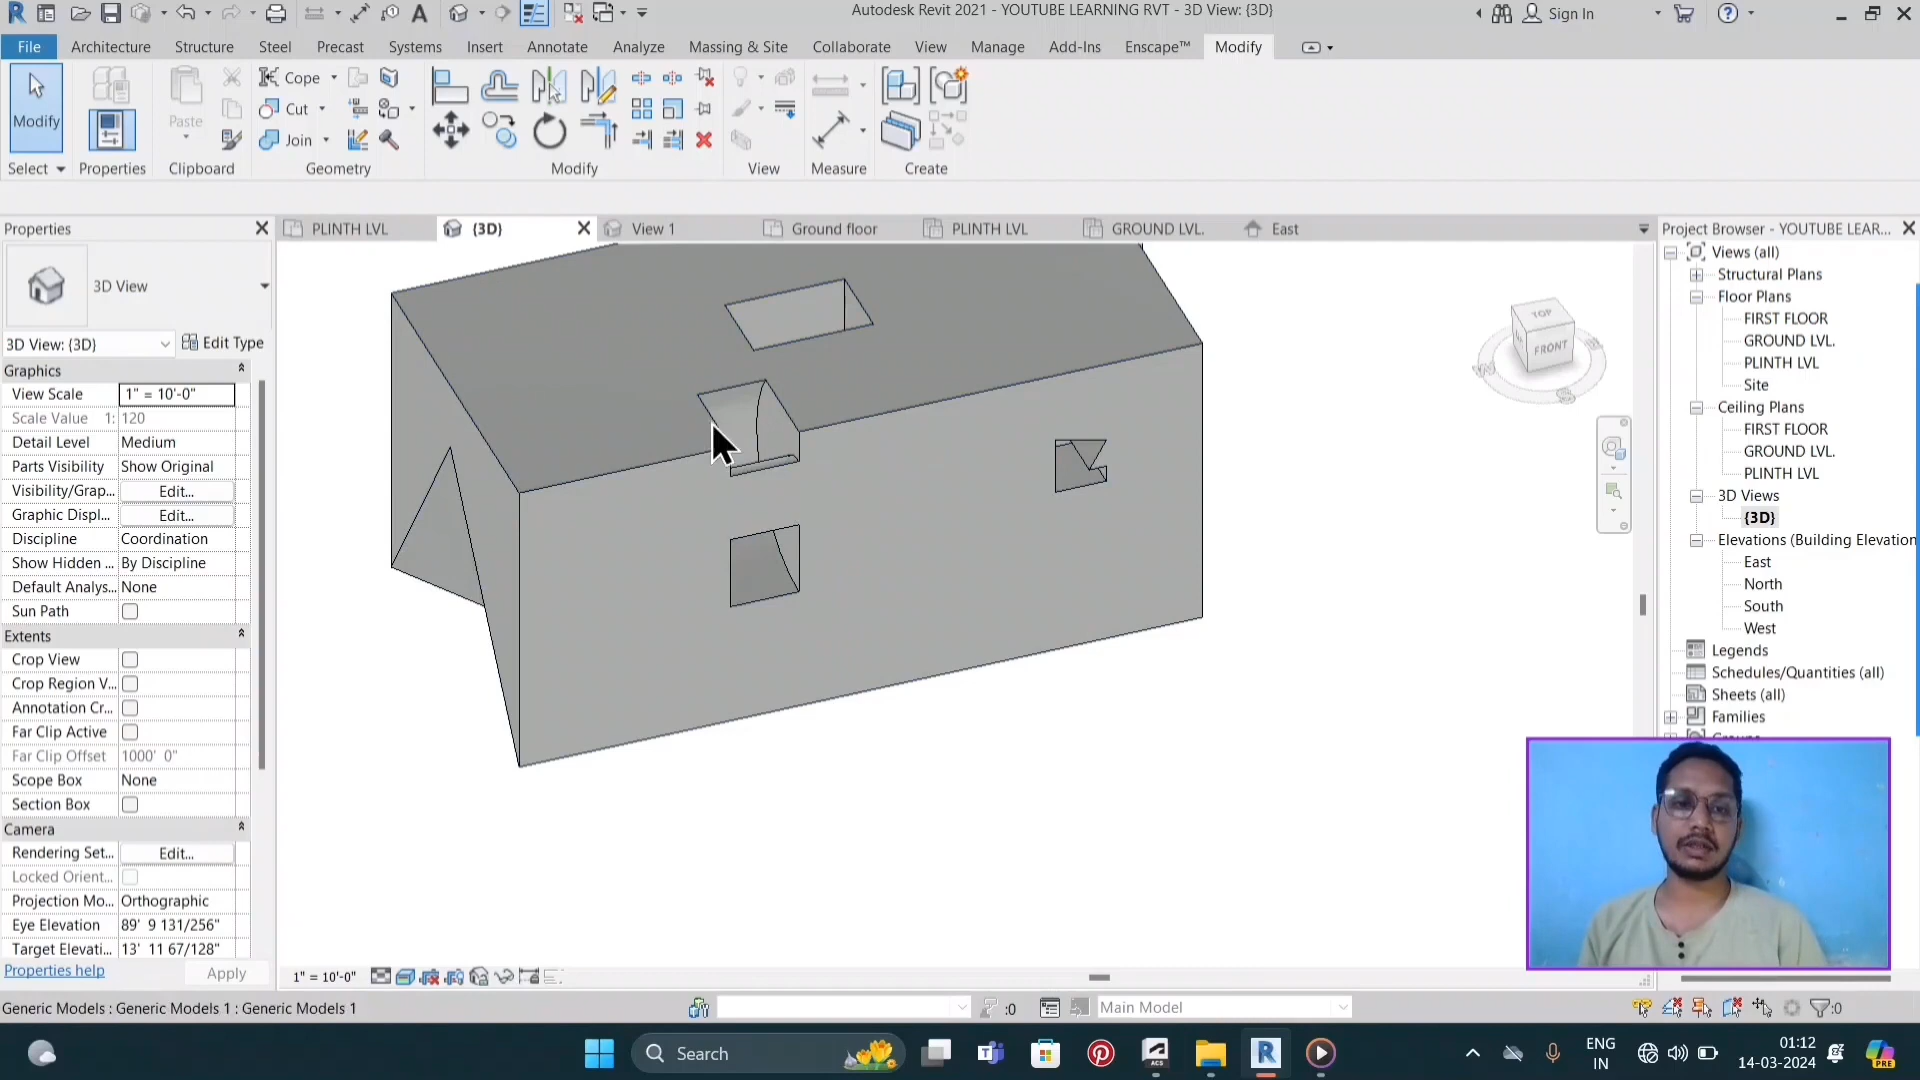 Autodesk Revit 2021 - YOUTUBE LEARNING RVT - 3D View: {3D}
Sign In
File Architecture Structure Steel Precast Systems Insert Annotate Analyze Massing & Site Collaborate View Manage Add-Ins Enscape™ Modify
Modify Paste Cope
Cut
Join
Select Properties Clipboard Geometry Modify View Measure Create
Properties
PLINTH LVL {3D} View 1 Ground floor PLINTH LVL GROUND LVL. East
3D View
3D View: {3D} Edit Type
Graphics
View Scale 1" = 10'-0"
Scale Value 1: 120
Detail Level Medium
Parts Visibility Show Original
Visibility/Grap... Edit...
Graphic Displ... Edit...
Discipline Coordination
Show Hidden ... By Discipline
Default Analys... None
Sun Path
Extents
Crop View
Crop Region V...
Annotation Cr...
Far Clip Active
Far Clip Offset 1000' 0"
Scope Box None
Section Box
Camera
Rendering Set... Edit...
Locked Orient...
Projection Mo... Orthographic
Eye Elevation 89' 9 131/256"
Target Elevati... 13' 11 67/128"
Properties help Apply
TOP
FRONT
Project Browser - YOUTUBE LEAR...
Views (all)
Structural Plans
Floor Plans
FIRST FLOOR
GROUND LVL.
PLINTH LVL
Site
Ceiling Plans
FIRST FLOOR
GROUND LVL.
PLINTH LVL
3D Views
{3D}
Elevations (Building Elevation
East
North
South
West
Legends
Schedules/Quantities (all)
Sheets (all)
Families
1" = 10'-0"
Generic Models : Generic Models 1 : Generic Models 1
:0 Main Model :0
Search
ENG
IN
01:12
14-03-2024